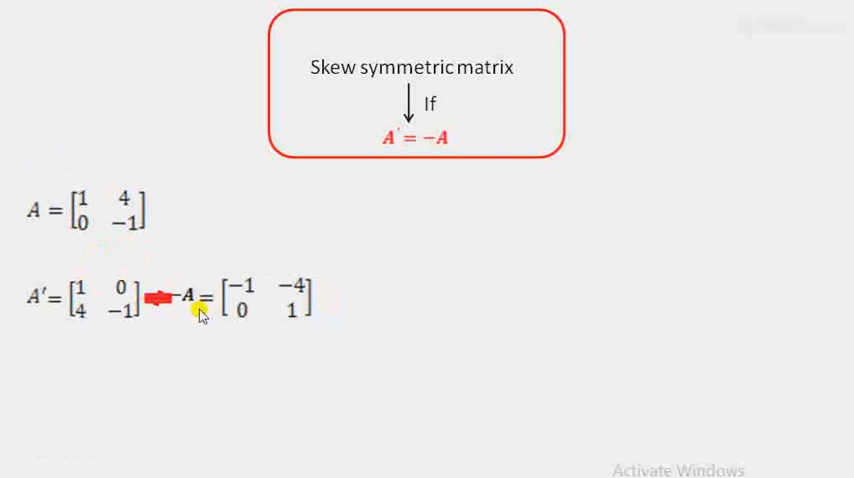 Skew symmetric matrix
If
A' = −A
A = [1 4
0 −1]
A'= [1 0
4 −1] −A = [−1 −4
0 1]
Activate Windows